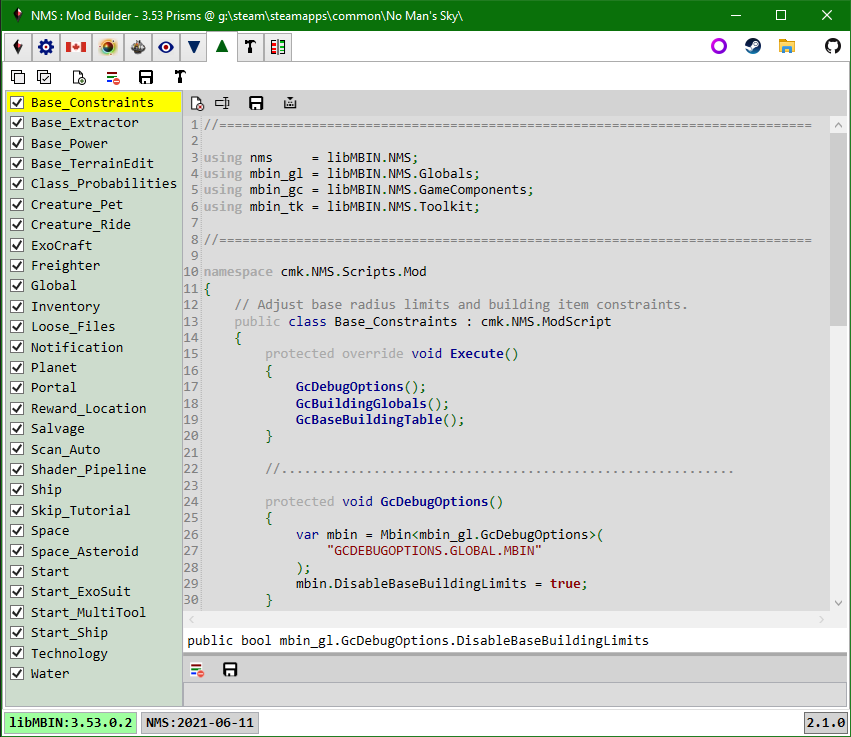 NMS : Mod Builder - 3.53 Prisms @ g:\steam\steamapps\common\No Man's Sky\
Base_Constraints
Base_Extractor
Base_Power
Base_TerrainEdit
Class_Probabilities
Creature_Pet
Creature_Ride
ExoCraft
Freighter
Global
Inventory
Loose_Files
Notification
Planet
Portal
Reward_Location
Salvage
Scan_Auto
Shader_Pipeline
Ship
Skip_Tutorial
Space
Space_Asteroid
Start
Start_ExoSuit
Start_MultiTool
Start_Ship
Technology
Water
1 //=============================================================================
2
3 using nms     = libMBIN.NMS;
4 using mbin_gl = libMBIN.NMS.Globals;
5 using mbin_gc = libMBIN.NMS.GameComponents;
6 using mbin_tk = libMBIN.NMS.Toolkit;
7
8 //=============================================================================
9
10 namespace cmk.NMS.Scripts.Mod
11 {
12     // Adjust base radius limits and building item constraints.
13     public class Base_Constraints : cmk.NMS.ModScript
14     {
15         protected override void Execute()
16         {
17             GcDebugOptions();
18             GcBuildingGlobals();
19             GcBaseBuildingTable();
20         }
21
22         //...........................................................
23
24         protected void GcDebugOptions()
25         {
26             var mbin = Mbin<mbin_gl.GcDebugOptions>(
27                 "GCDEBUGOPTIONS.GLOBAL.MBIN"
28             );
29             mbin.DisableBaseBuildingLimits = true;
30         }
public bool mbin_gl.GcDebugOptions.DisableBaseBuildingLimits
libMBIN:3.53.0.2 NMS:2021-06-11 2.1.0